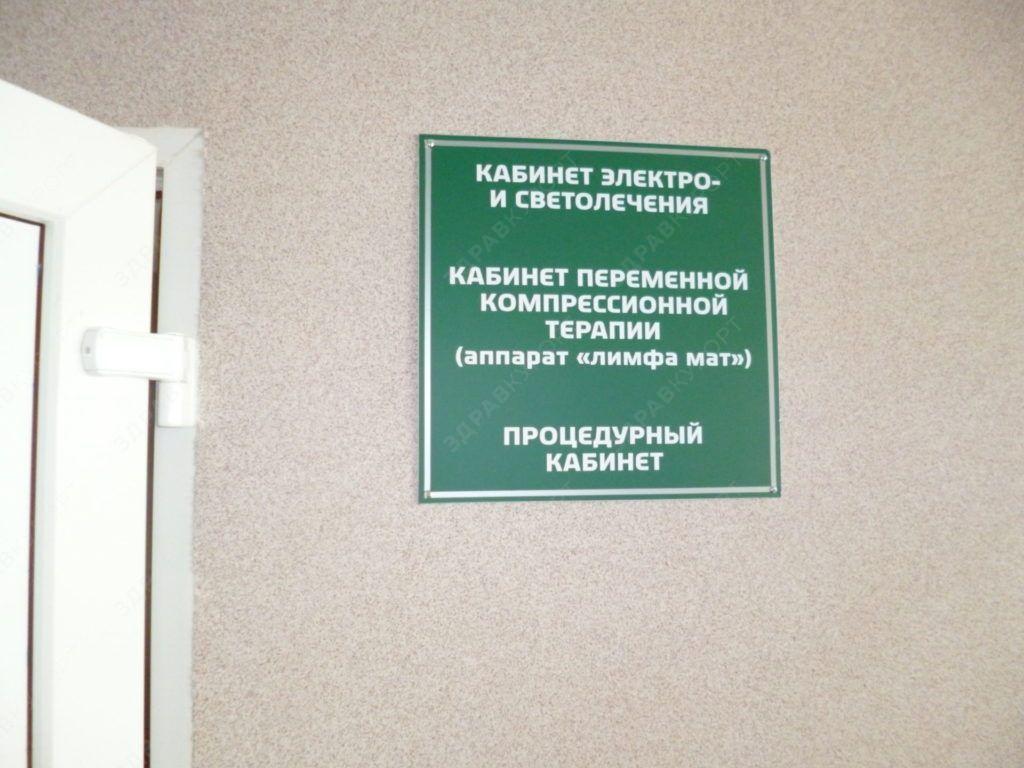 КАБИНЕТ ЭЛЕКТРО-
И СВЕТОЛЕЧЕНИЯ
КАБИНЕТ ПЕРЕМЕННОЙ
КОМПРЕССИОННОЙ
ТЕРАПИИ
(аппарат «лимфа мат»)
ПРОЦЕДУРНЫЙ
КАБИНЕТ